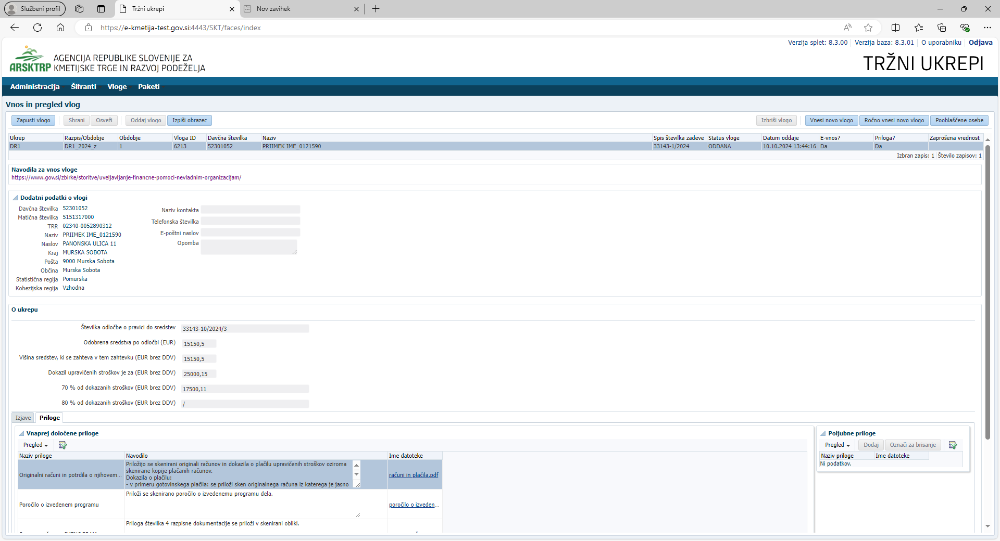 Službeni profil
Tržni ukrepi
Nov zavihek
https://e-kmetija-test.gov.si:4443/SKT/faces/index
Verzija splet: 8.3.00
Verzija baza: 8.3.01
O uporabniku
Odjava
ARSKTRP
AGENCIJA REPUBLIKE SLOVENIJE ZA
KMETIJSKE TRGE IN RAZVOJ PODEŽELJA
TRŽNI UKREPI
Administracija Šifranti Vloge Paketi
Vnos in pregled vlog
Zapusti vlogo Shrani Osveži Oddaj vlogo Izpiši obrazec Izbriši vlogo Vnesi novo vlogo Ročno vnesi novo vlogo Pooblaščene osebe
Ukrep Razpis/Obdobje Obdobje Vloga ID Davčna številka Naziv Spis številka zadeve Status vloge Datum oddaje E-vnos? Priloga? Zaprošena vrednost
DR1 DR1_2024_z 1 6213 52301052 PRIIMEK IME_0121590 33143-1/2024 ODDANA 10.10.2024 13:44:16 Da Da
Izbran zapis: 1 Število zapisov: 1
Navodila za vnos vloge
https://www.gov.si/zbirke/storitve/uveljavljanje-financne-pomoci-nevladnim-organizacijam/
Dodatni podatki o vlogi
Davčna številka 52301052
Matična številka 5151317000
TRR 02340-0052890312
Naziv PRIIMEK IME_0121590
Naslov PANONSKA ULICA 11
Kraj MURSKA SOBOTA
Pošta 9000 Murska Sobota
Občina Murska Sobota
Statistična regija Pomurska
Kohezijska regija Vzhodna
Naziv kontakta
Telefonska številka
E-poštni naslov
Opomba
O ukrepu
Številka odločbe o pravici do sredstev 33143-10/2024/3
Odobrena sredstva po odločbi (EUR) 15150,5
Višina sredstev, ki se zahteva v tem zahtevku (EUR brez DDV) 15150,5
Dokazil upravičenih stroškov je za (EUR brez DDV) 25000,15
70 % od dokazanih stroškov (EUR brez DDV) 17500,11
80 % od dokazanih stroškov (EUR brez DDV) /
Izjave Priloge
Vnaprej določene priloge
Pregled
Naziv priloge Navodilo Ime datoteke
Originalni računi in potrdila o njihovem...
Priložijo se skenirani originali računov in dokazila o plačilu upravičenih stroškov oziroma
skenirane kopije plačanih računov.
Dokazila o plačilu:
- v primeru gotovinskega plačila: se priloži sken originalnega računa iz katerega je jasno
računi in plačila.pdf
Poročilo o izvedenem programu
Priloži se skenirano poročilo o izvedenemu programu dela.
poročilo o izveden...
Priloga številka 4 razpisne dokumentacije se priloži v skenirani obliki.
Poljubne priloge
Pregled Dodaj Označi za brisanje
Naziv priloge Ime datoteke
Ni podatkov.